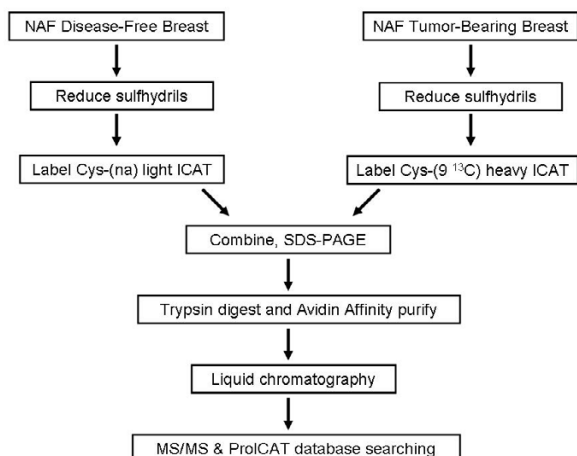 NAF Disease-Free Breast
NAF Tumor-Bearing Breast
Reduce sulfhydrils
Reduce sulfhydrils
Label Cys-(na) light ICAT
Label Cys-(9 ¹³C) heavy ICAT
Combine, SDS-PAGE
Trypsin digest and Avidin Affinity purify
Liquid chromatography
MS/MS & ProICAT database searching